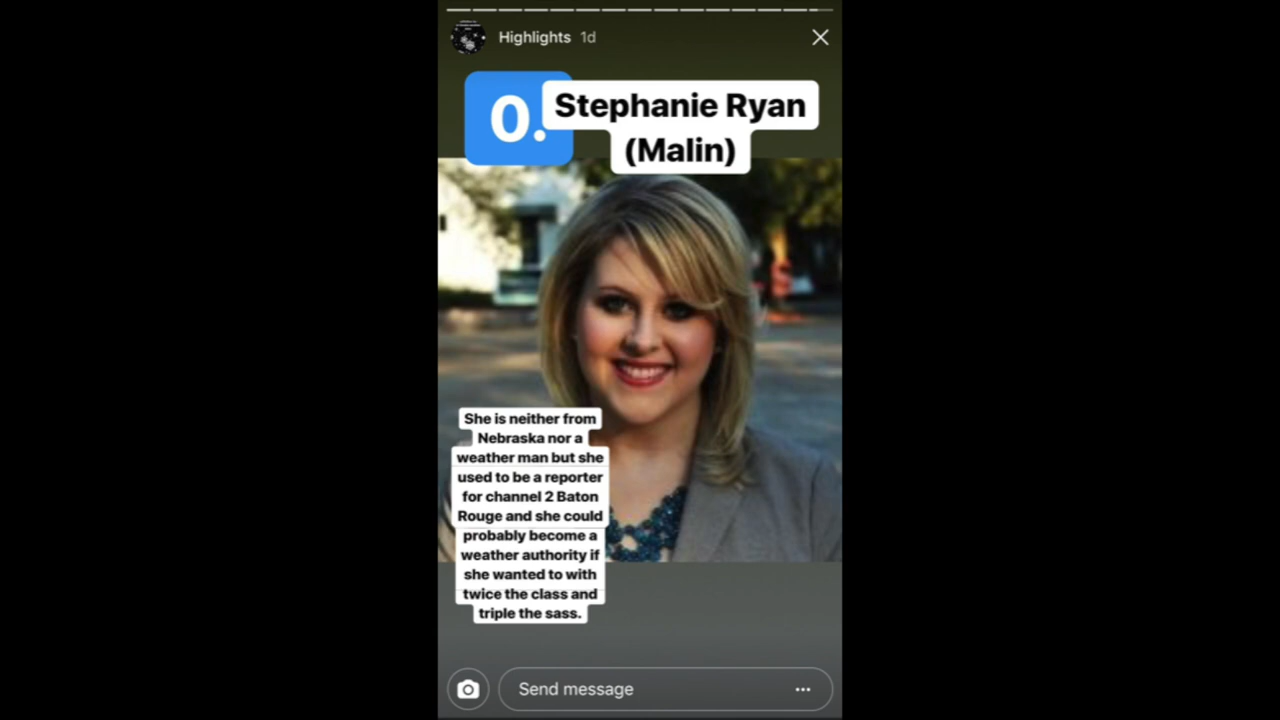 Highlights 1d
0.
Stephanie Ryan
(Malin)
She is neither from
Nebraska nor a
weather man but she
used to be a reporter
for channel 2 Baton
Rouge and she could
probably become a
weather authority if
she wanted to with
twice the class and
triple the sass.
Send message